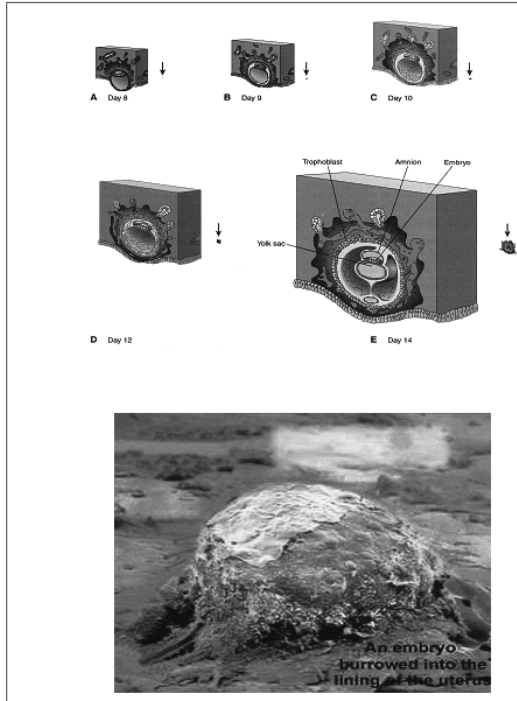 A Day 8
B Day 9
C Day 10
Trophoblast
Amnion
Embryo
Yolk sac
D Day 12
E Day 14
An embryo
burrowed into the
lining of the uterus